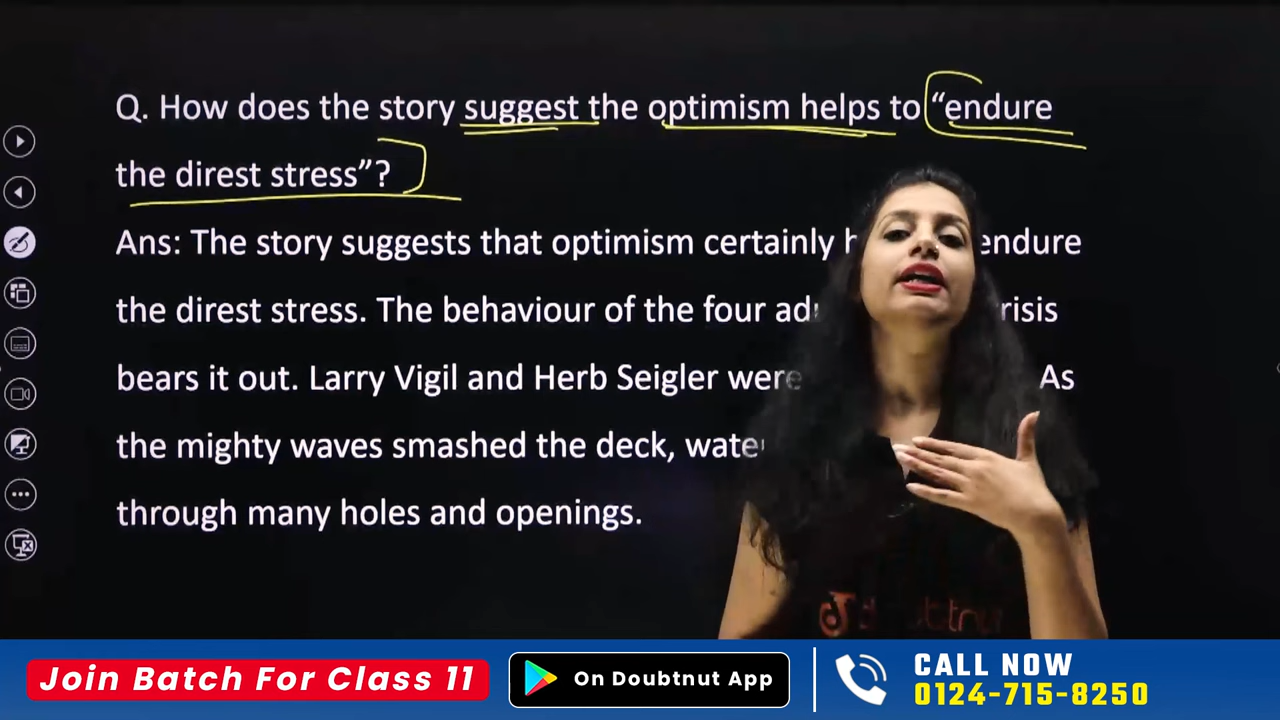 Q. How does the story suggest the optimism helps to “endure
the direst stress”?
Ans: The story suggests that optimism certainly endure
the direst stress. The behaviour of the four
bears it out. Larry Vigil and Herb Seigler were As
the mighty waves smashed the deck,
through many holes and openings.
Join Batch For Class 11
On Doubtnut App
CALL NOW
0124-715-8250